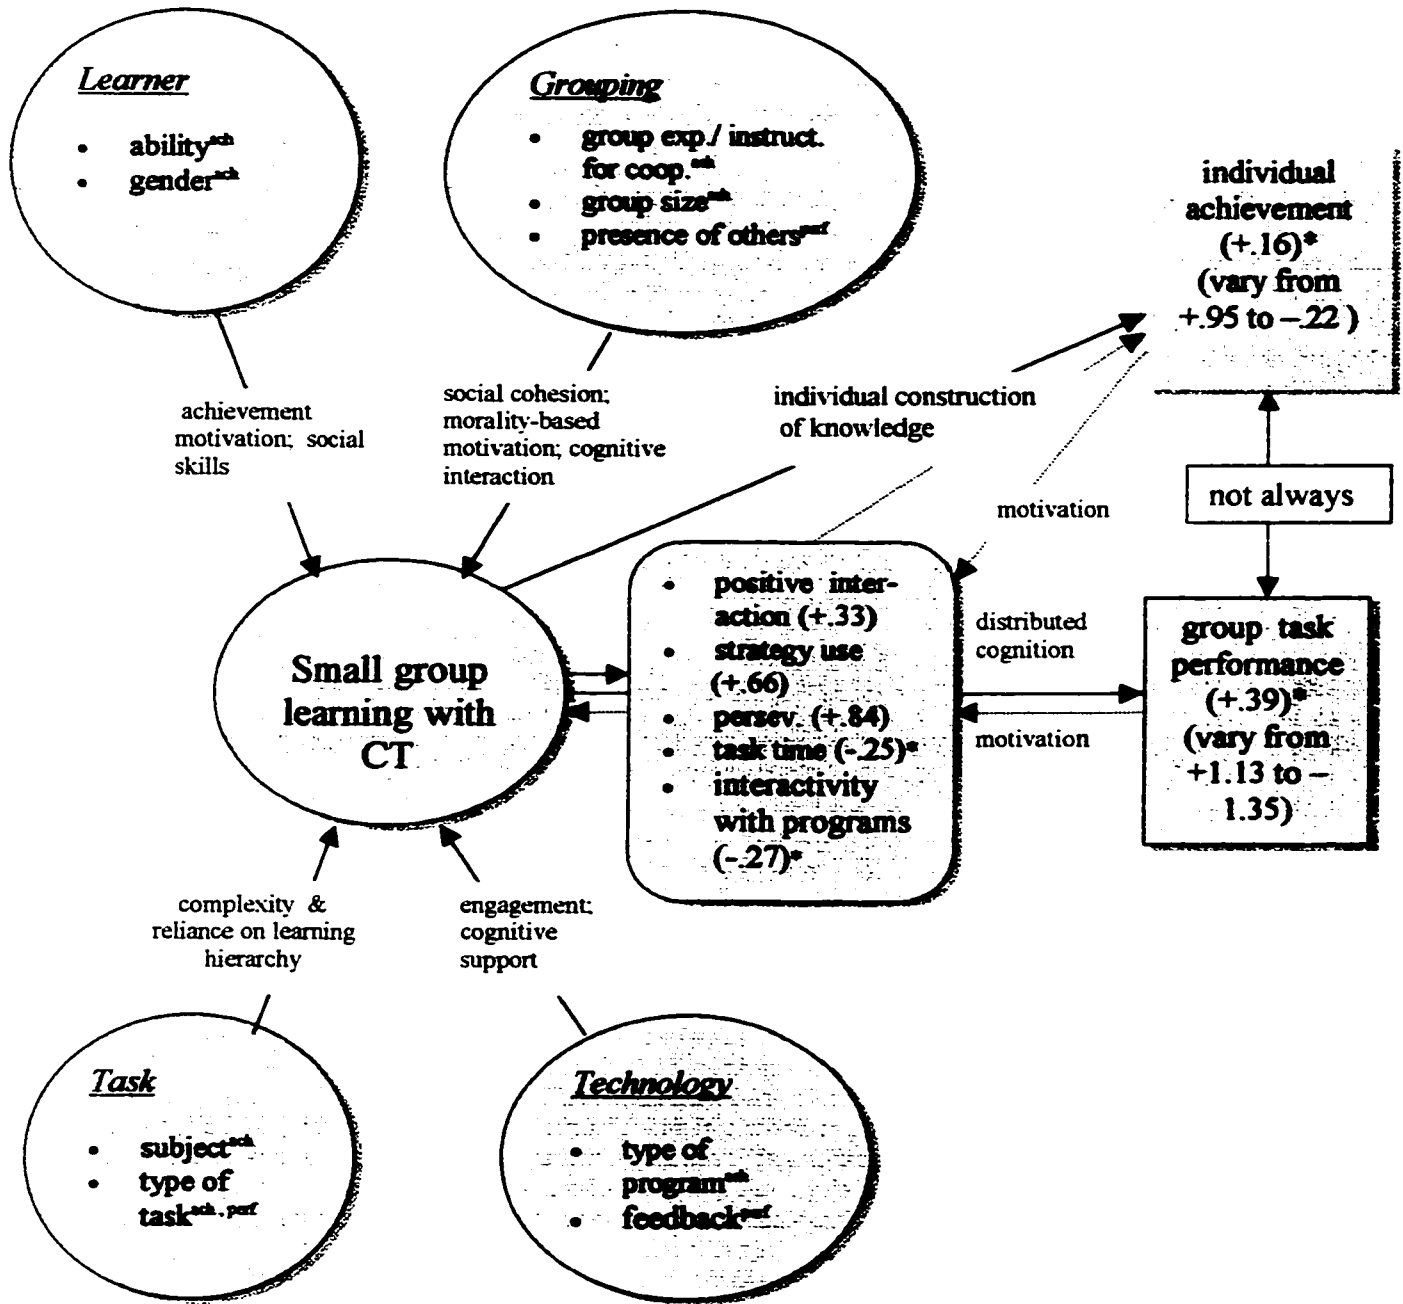 Learner
• ability^ach
• gender^ach
Grouping
• group exp./ instruct.
for coop.^ach
• group size^ach
• presence of others^perf
individual
achievement
(+.16)*
(vary from
+.95 to –.22 )
achievement
motivation; social
skills
social cohesion;
morality-based
motivation; cognitive
interaction
individual construction
of knowledge
motivation
not always
Small group
learning with
CT
• positive inter-
action (+.33)
• strategy use
(+.66)
• persev. (+.84)
• task time (-.25)*
• interactivity
with programs
(-.27)*
distributed
cognition
motivation
group task
performance
(+.39)*
(vary from
+1.13 to –
1.35)
complexity &
reliance on learning
hierarchy
engagement;
cognitive
support
Task
• subject^ach
• type of
task^ach, perf
Technology
• type of
program^ach
• feedback^perf